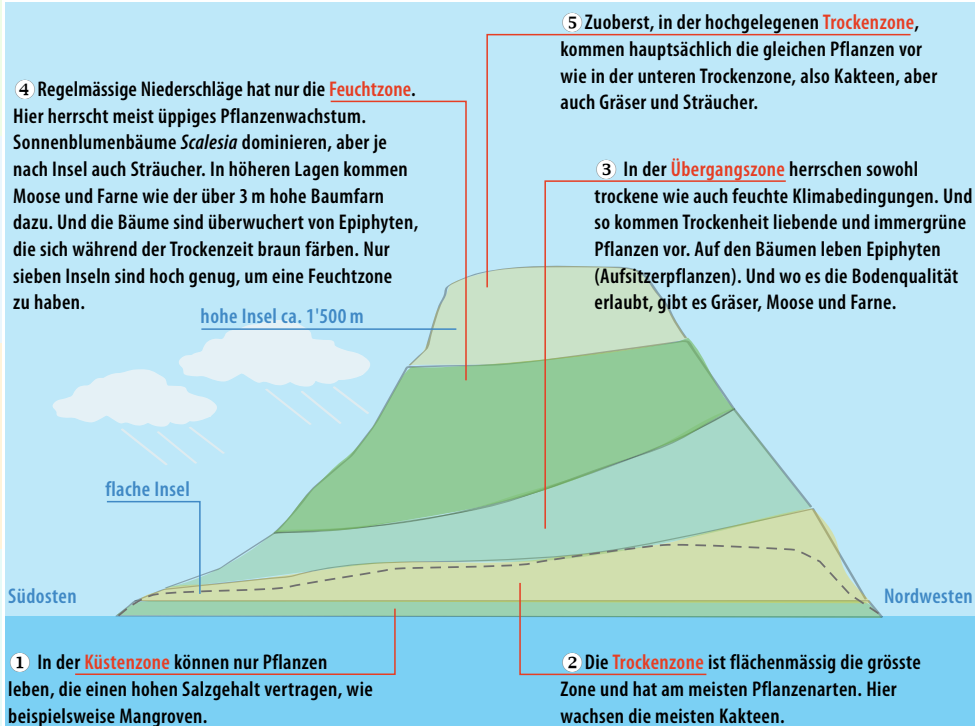 ⑤ Zuoberst, in der hochgelegenen Trockenzone,
kommen hauptsächlich die gleichen Pflanzen vor
wie in der unteren Trockenzone, also Kakteen, aber
auch Gräser und Sträucher.
④ Regelmässige Niederschläge hat nur die Feuchtzone.
Hier herrscht meist üppiges Pflanzenwachstum.
Sonnenblumenbäume Scalesia dominieren, aber je
nach Insel auch Sträucher. In höheren Lagen kommen
Moose und Farne wie der über 3 m hohe Baumfarn
dazu. Und die Bäume sind überwuchert von Epiphyten,
die sich während der Trockenzeit braun färben. Nur
sieben Inseln sind hoch genug, um eine Feuchtzone
zu haben.
③ In der Übergangszone herrschen sowohl
trockene wie auch feuchte Klimabedingungen. Und
so kommen Trockenheit liebende und immergrüne
Pflanzen vor. Auf den Bäumen leben Epiphyten
(Aufsitzerpflanzen). Und wo es die Bodenqualität
erlaubt, gibt es Gräser, Moose und Farne.
hohe Insel ca. 1'500 m
flache Insel
Südosten
Nordwesten
① In der Küstenzone können nur Pflanzen
leben, die einen hohen Salzgehalt vertragen, wie
beispielsweise Mangroven.
② Die Trockenzone ist flächenmässig die grösste
Zone und hat am meisten Pflanzenarten. Hier
wachsen die meisten Kakteen.